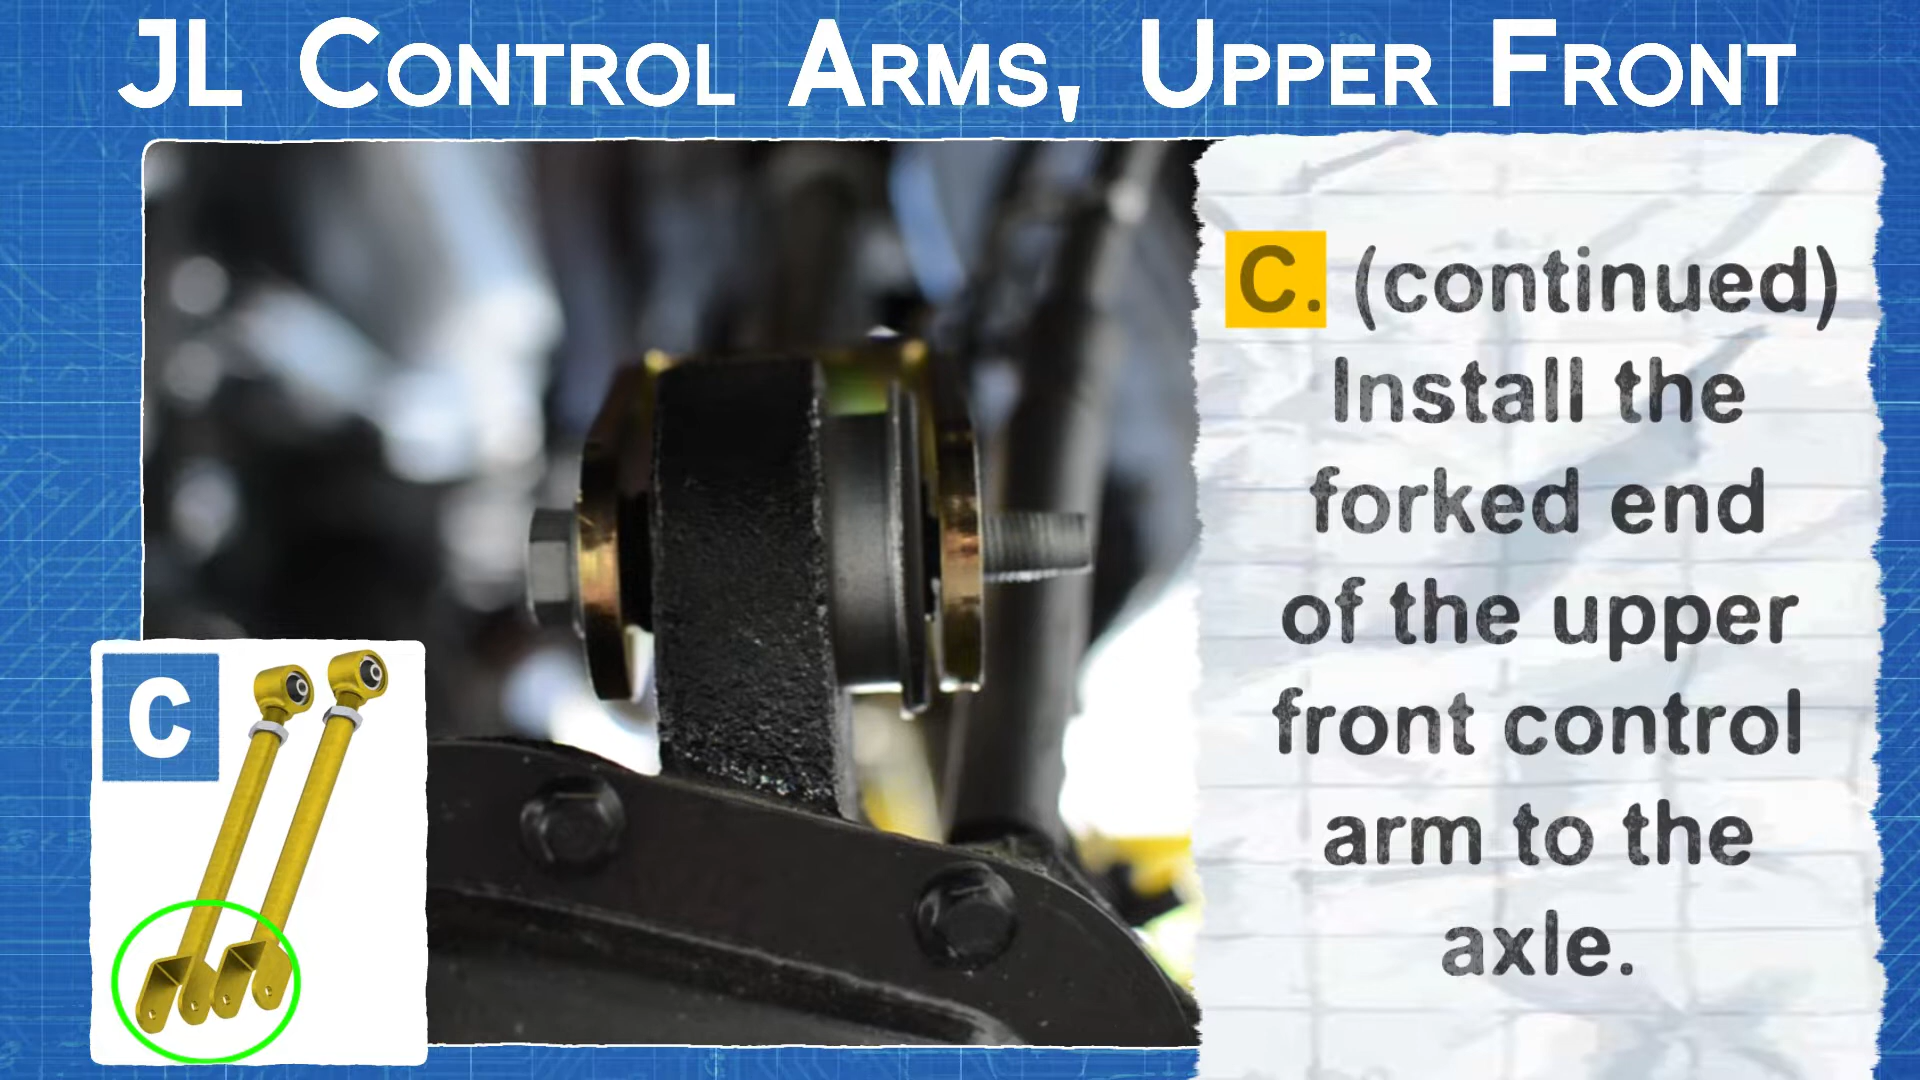 JL Control Arms, Upper Front
C. (continued)
Install the
forked end
of the upper
front control
arm to the
axle.
C